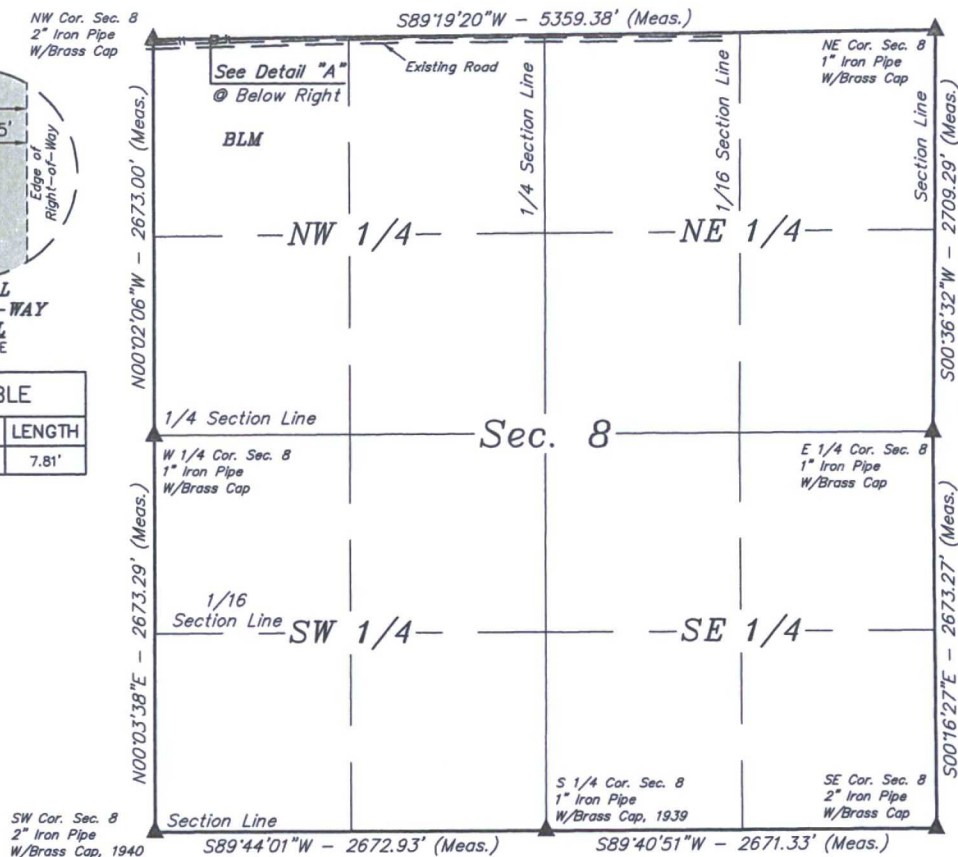 NW Cor. Sec. 8
2" Iron Pipe
W/Brass Cap
S89°19'20"W - 5359.38' (Meas.)
NE Cor. Sec. 8
1" Iron Pipe
W/Brass Cap
See Detail "A"
@ Below Right
Existing Road
BLM
5'
Edge of
Right-of-Way
L
-WAY
E
BLE
LENGTH
7.81'
N00°02'06"W - 2673.00' (Meas.)
1/4 Section Line
1/16 Section Line
Section Line
S00°36'32"W - 2709.29' (Meas.)
NW 1/4
NE 1/4
1/4 Section Line
Sec. 8
W 1/4 Cor. Sec. 8
1" Iron Pipe
W/Brass Cap
E 1/4 Cor. Sec. 8
1" Iron Pipe
W/Brass Cap
N00°03'38"E - 2673.29' (Meas.)
1/16
Section Line
SW 1/4
SE 1/4
S00°16'27"E - 2673.27' (Meas.)
SW Cor. Sec. 8
2" Iron Pipe
W/Brass Cap, 1940
Section Line
S 1/4 Cor. Sec. 8
1" Iron Pipe
W/Brass Cap, 1939
SE Cor. Sec. 8
2" Iron Pipe
W/Brass Cap
S89°44'01"W - 2672.93' (Meas.)
S89°40'51"W - 2671.33' (Meas.)